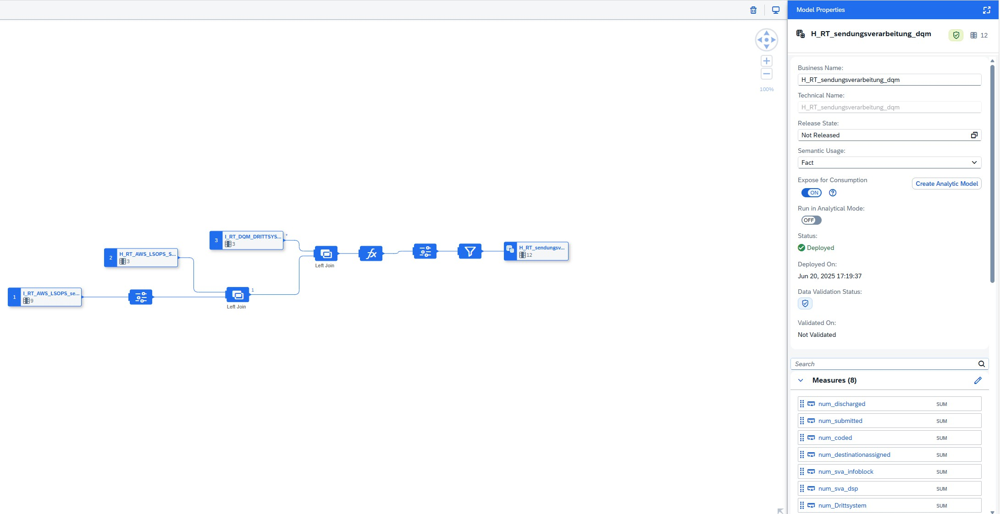 Model Properties
H_RT_sendungsverarbeitung_dqm
12
100%
Business Name:
H_RT_sendungsverarbeitung_dqm
Technical Name:
H_RT_sendungsverarbeitung_dqm
Release State:
Not Released
Semantic Usage:
Fact
Expose for Consumption
Create Analytic Model
ON
Run in Analytical Mode:
OFF
Status:
Deployed
Deployed On:
Jun 20, 2025 17:19:37
Data Validation Status:
Validated On:
Not Validated
Search
Measures (8)
num_discharged SUM
num_submitted SUM
num_coded SUM
num_destinationassigned SUM
num_sva_infoblock SUM
num_sva_dsp SUM
num_Drittsystem SUM
3 I_RT_DQM_DRITTSYS... *
3
2 H_RT_AWS_LSOPS_S...
3
1 I_RT_AWS_LSOPS_se...
9
1
Left Join
Left Join
fx
H_RT_sendungsv...
12